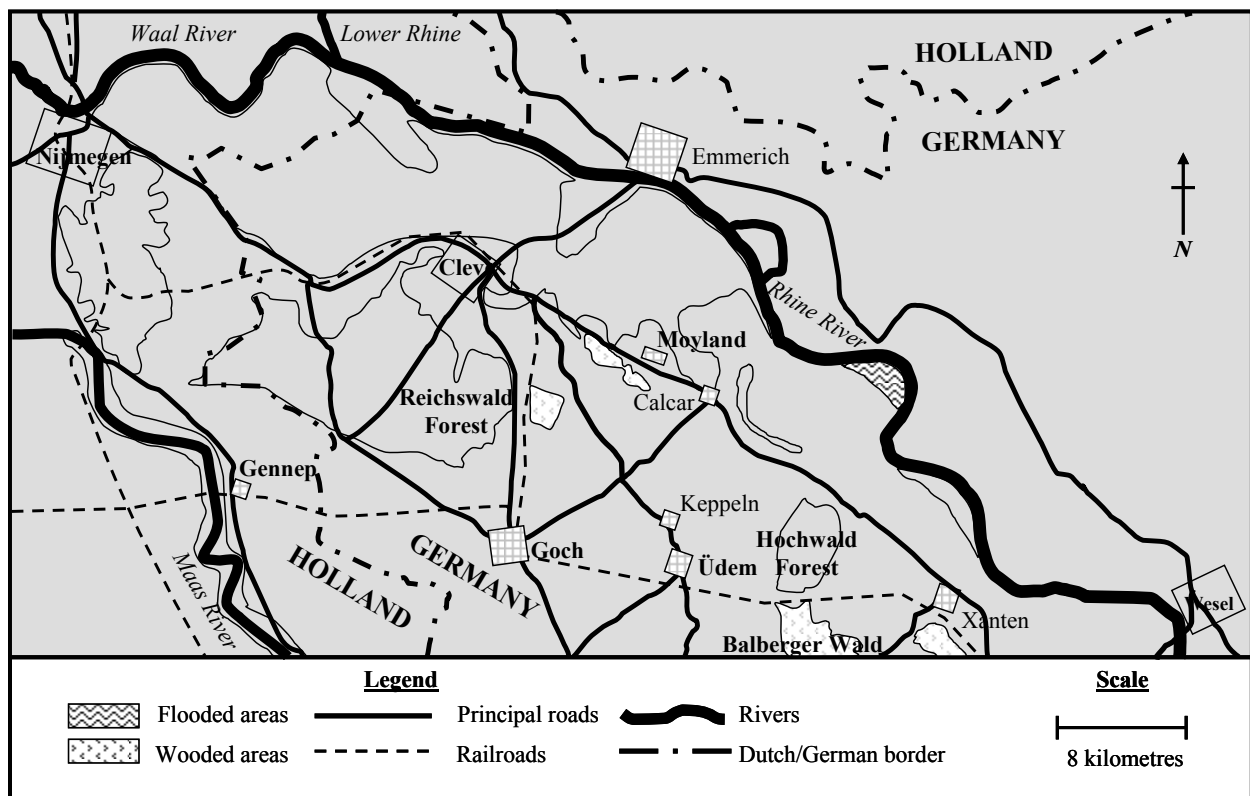 Waal River
Lower Rhine
HOLLAND
GERMANY
Nijmegen
Emmerich
N
Clev
Rhine River
Moyland
Reichswald
Forest
Calcar
Gennep
Keppeln
Hochwald
Forest
Goch
GERMANY
HOLLAND
Üdem
Maas River
Xanten
Wesel
Balberger Wald
Legend
Scale
Flooded areas
Principal roads
Rivers
Wooded areas
Railroads
Dutch/German border
8 kilometres